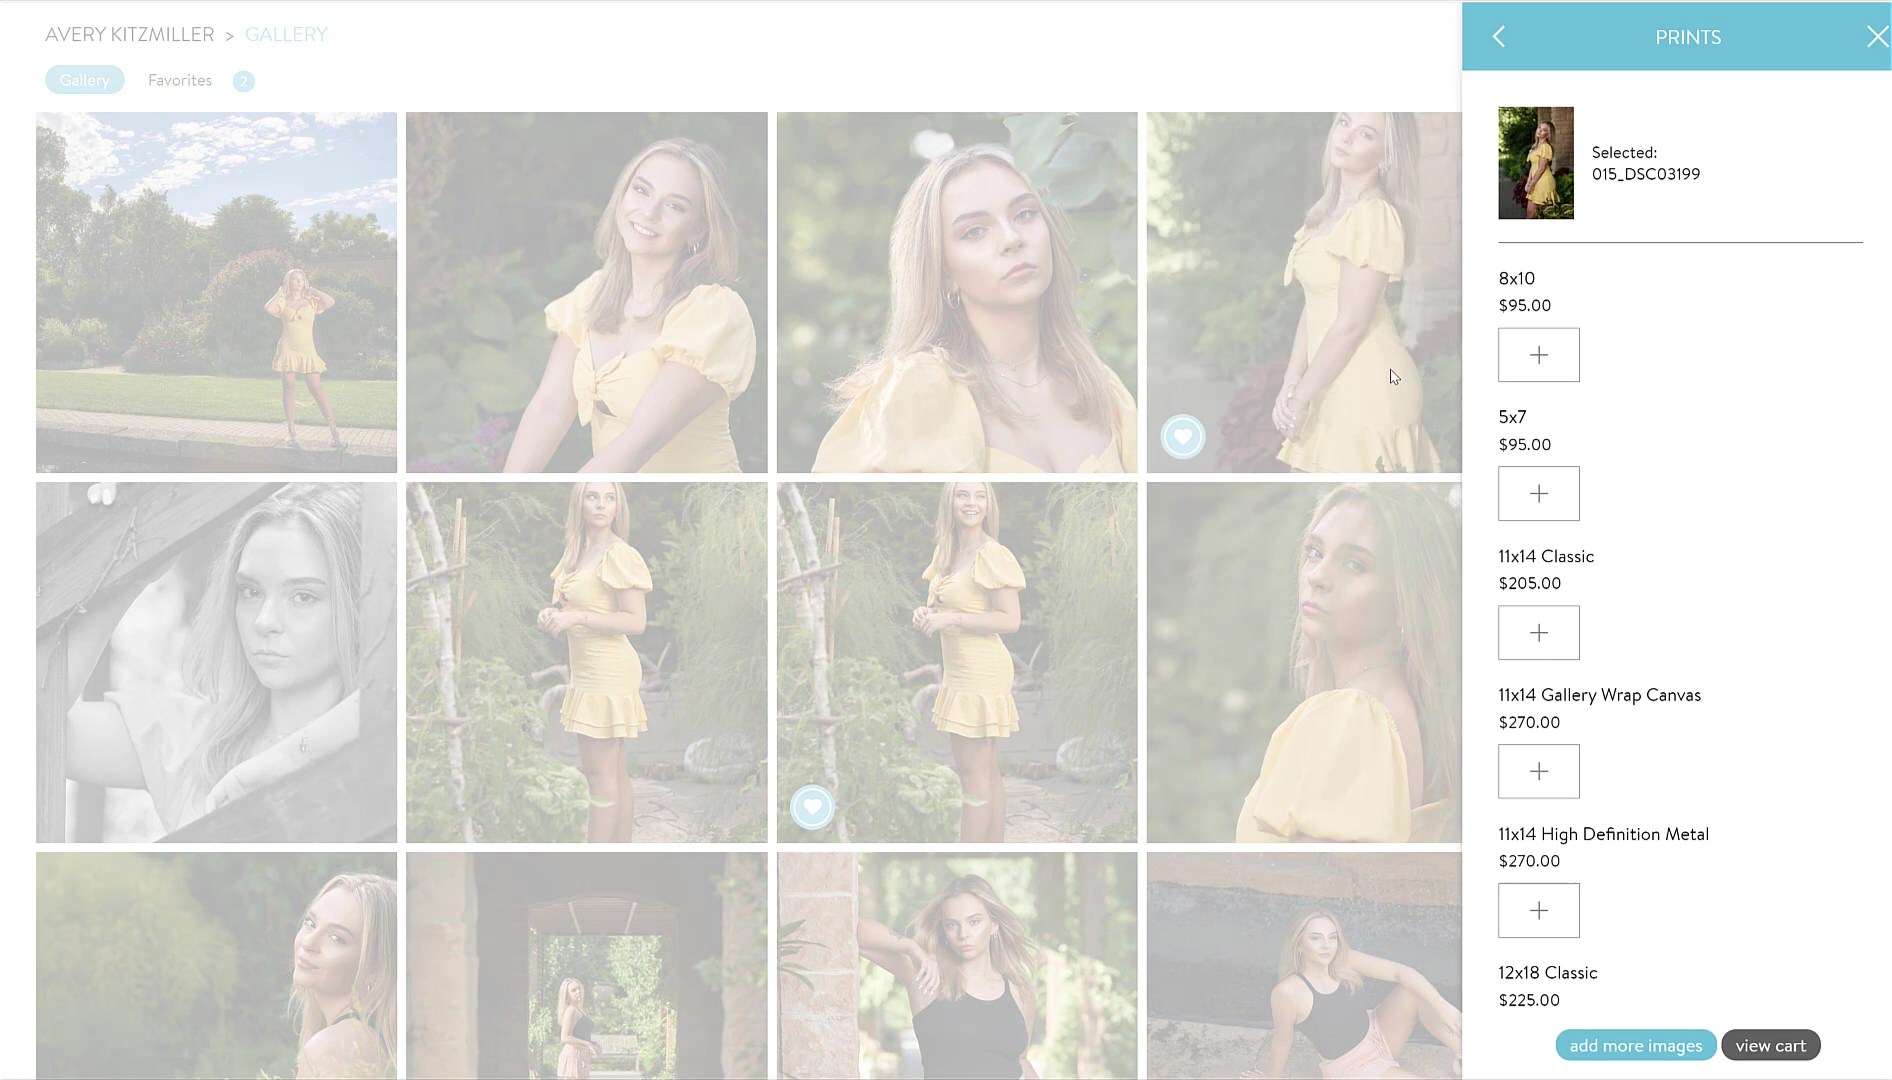 AVERY KITZMILLER > GALLERY
Gallery Favorites 2
PRINTS
Selected:
015_DSC03199
8x10
$95.00
+
5x7
$95.00
+
11x14 Classic
$205.00
+
11x14 Gallery Wrap Canvas
$270.00
+
11x14 High Definition Metal
$270.00
+
12x18 Classic
$225.00
add more images view cart